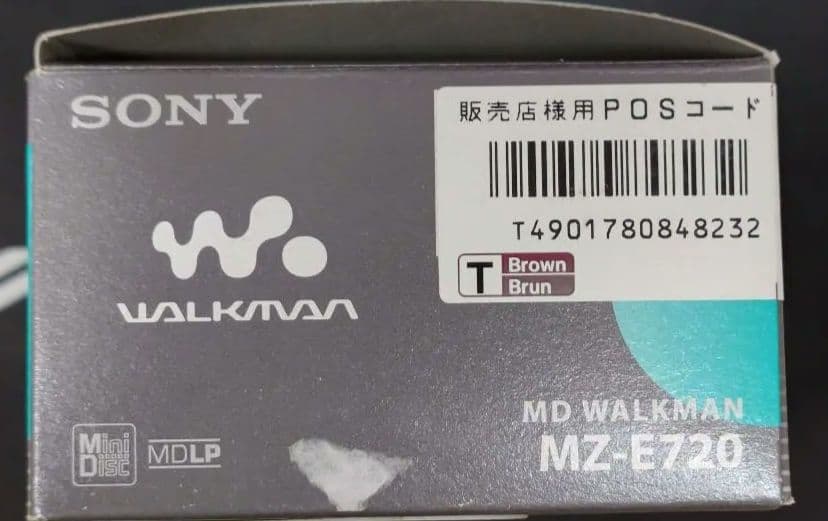 SONY
販売店様用POSコード
T4901780848232
T Brown
Brun
WALKMAN
MD WALKMAN
MZ-E720
Mini
Disc
MDLP